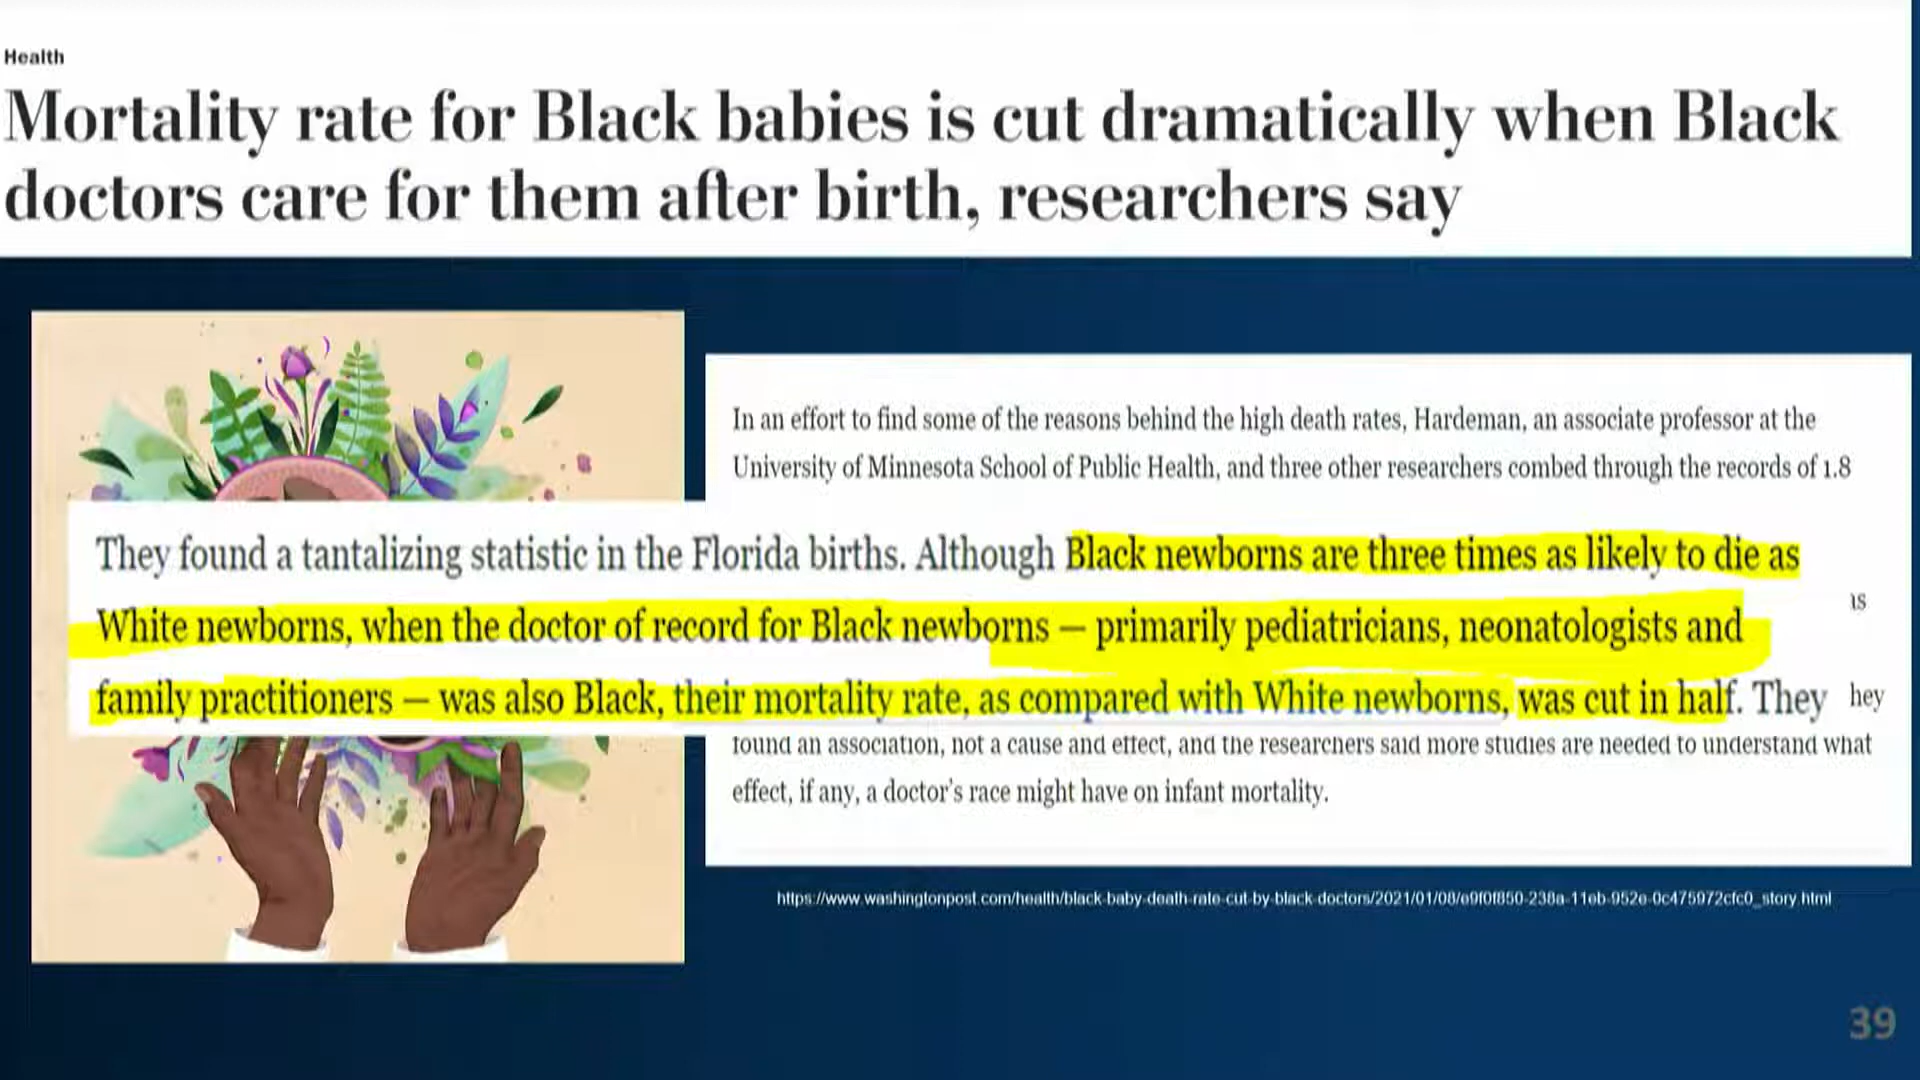 Health
Mortality rate for Black babies is cut dramatically when Black
doctors care for them after birth, researchers say
In an effort to find some of the reasons behind the high death rates, Hardeman, an associate professor at the
University of Minnesota School of Public Health, and three other researchers combed through the records of 1.8
They found a tantalizing statistic in the Florida births. Although Black newborns are three times as likely to die as
is
White newborns, when the doctor of record for Black newborns — primarily pediatricians, neonatologists and
family practitioners — was also Black, their mortality rate, as compared with White newborns, was cut in half. They
hey
found an association, not a cause and effect, and the researchers said more studies are needed to understand what
effect, if any, a doctor's race might have on infant mortality.
https://www.washingtonpost.com/health/black-baby-death-rate-cut-by-black-doctors/2021/01/08/e9f0f850-238a-11eb-952e-0c475972cfc0_story.html
39